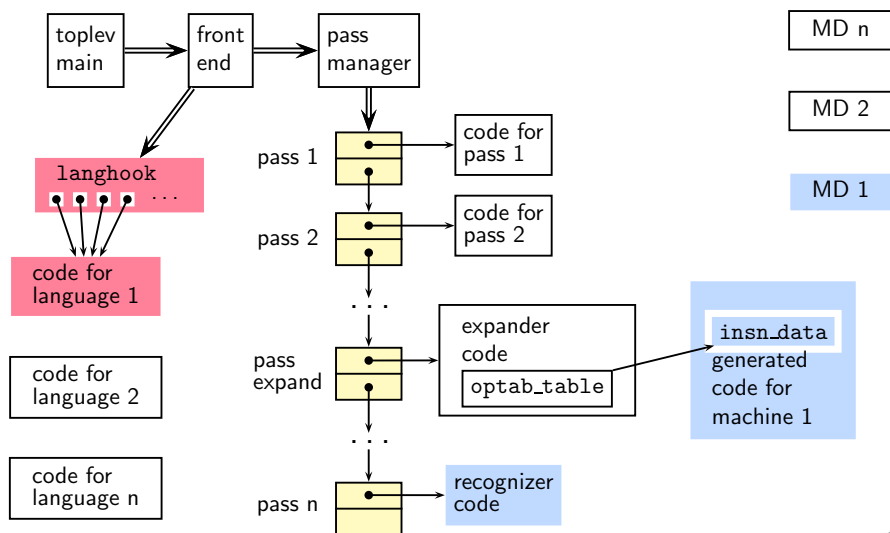 toplev
main
front
end
pass
manager
MD n
MD 2
MD 1
langhook
. . .
code for
language 1
code for
language 2
code for
language n
pass 1
code for
pass 1
pass 2
code for
pass 2
. . .
pass
expand
expander
code
optab_table
insn_data
generated
code for
machine 1
. . .
pass n
recognizer
code